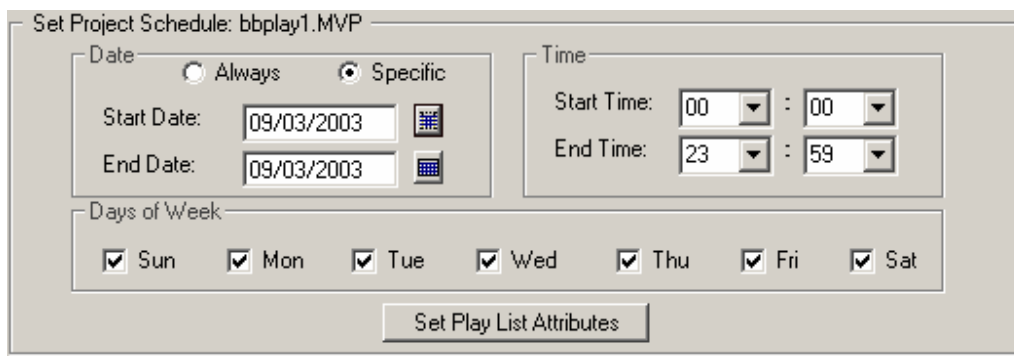 Set Project Schedule: bbplay1.MVP
Date
Always Specific
Start Date: 09/03/2003
End Date: 09/03/2003
Time
Start Time: 00 : 00
End Time: 23 : 59
Days of Week
Sun Mon Tue Wed Thu Fri Sat
Set Play List Attributes